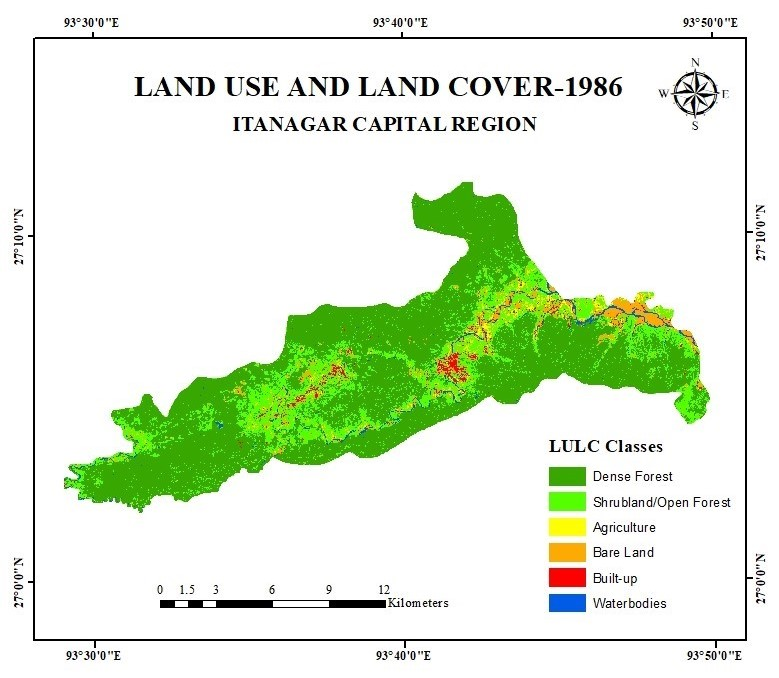 93°30'0"E 93°40'0"E 93°50'0"E
LAND USE AND LAND COVER-1986
ITANAGAR CAPITAL REGION
N
W E
S
27°10'0"N 27°10'0"N
LULC Classes
Dense Forest
Shrubland/Open Forest
Agriculture
Bare Land
Built-up
Waterbodies
27°0'0"N 27°0'0"N
0 1.5 3 6 9 12
Kilometers
93°30'0"E 93°40'0"E 93°50'0"E